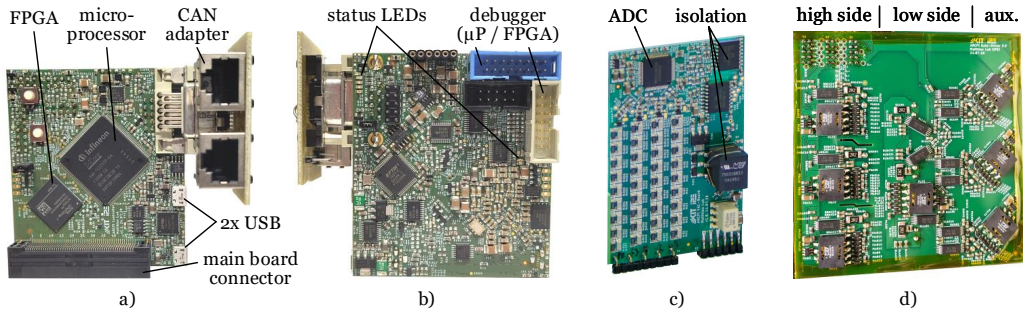 FPGA
micro-
processor
CAN
adapter
infineon
2x USB
main board
connector
a)
status LEDs
debugger
(µP / FPGA)
b)
ADC
isolation
c)
high side | low side | aux.
d)